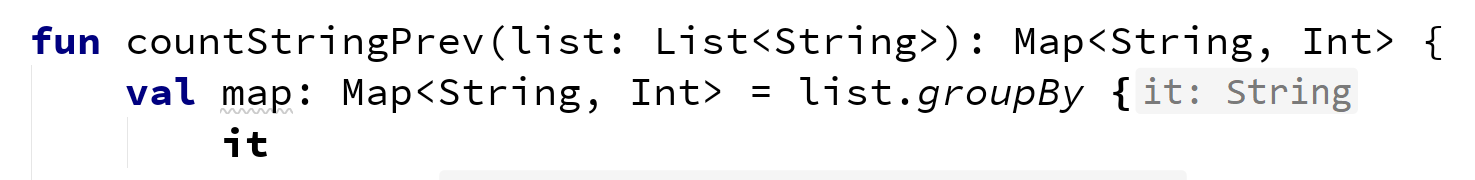 fun countStringPrev(list: List<String>): Map<String, Int> {
val map: Map<String, Int> = list.groupBy { it: String
it